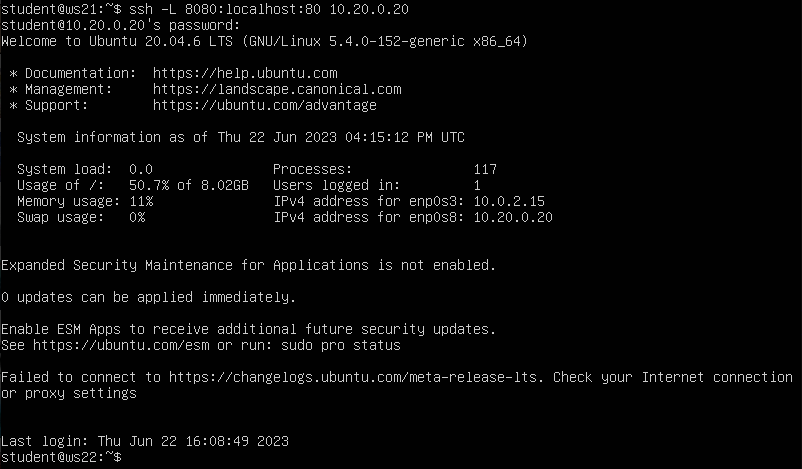 student@ws21:~$ ssh -L 8080:localhost:80 10.20.0.20
student@10.20.0.20's password:
Welcome to Ubuntu 20.04.6 LTS (GNU/Linux 5.4.0-152-generic x86_64)
* Documentation:  https://help.ubuntu.com
* Management:     https://landscape.canonical.com
* Support:        https://ubuntu.com/advantage
System information as of Thu 22 Jun 2023 04:15:12 PM UTC
System load:  0.0               Processes:               117
Usage of /:   50.7% of 8.02GB   Users logged in:         1
Memory usage: 11%               IPv4 address for enp0s3: 10.0.2.15
Swap usage:   0%                IPv4 address for enp0s8: 10.20.0.20
Expanded Security Maintenance for Applications is not enabled.
0 updates can be applied immediately.
Enable ESM Apps to receive additional future security updates.
See https://ubuntu.com/esm or run: sudo pro status
Failed to connect to https://changelogs.ubuntu.com/meta-release-lts. Check your Internet connection
or proxy settings
Last login: Thu Jun 22 16:08:49 2023
student@ws22:~$